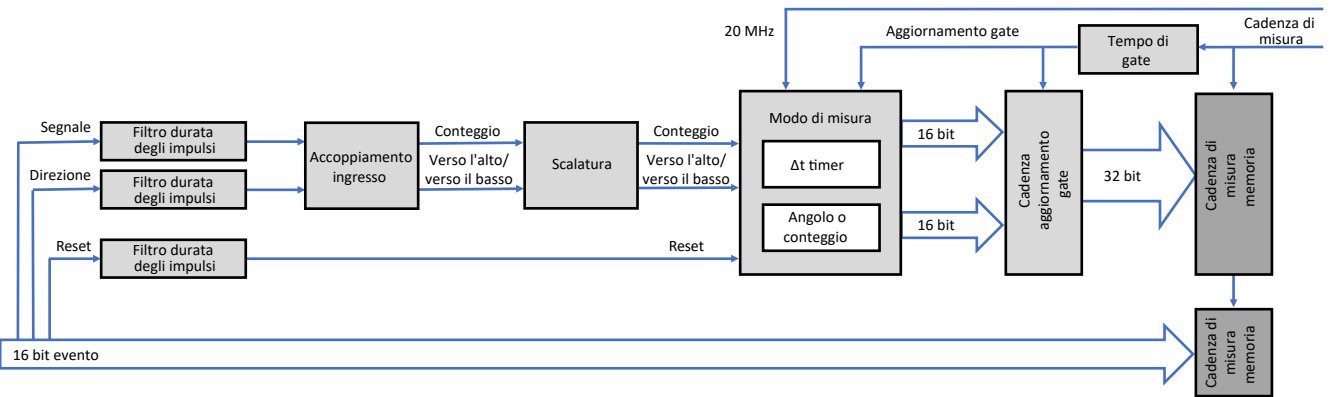 20 MHz
Aggiornamento gate
Tempo di
gate
Cadenza di
misura
Segnale
Filtro durata
degli impulsi
Direzione
Filtro durata
degli impulsi
Accoppiamento
ingresso
Conteggio
Verso l'alto/
verso il basso
Scalatura
Conteggio
Verso l'alto/
verso il basso
Modo di misura
Δt timer
Angolo o
conteggio
16 bit
16 bit
Cadenza
aggiornamento
gate
32 bit
Cadenza di
misura
memoria
Reset
Filtro durata
degli impulsi
Reset
16 bit evento
Cadenza di
misura
memoria